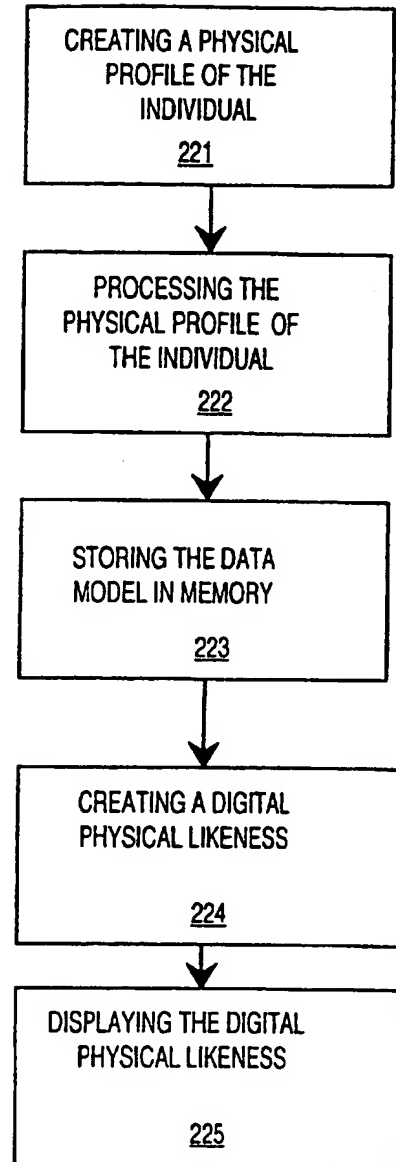 CREATING A PHYSICAL
PROFILE OF THE
INDIVIDUAL
221
PROCESSING THE
PHYSICAL PROFILE OF
THE INDIVIDUAL
222
STORING THE DATA
MODEL IN MEMORY
223
CREATING A DIGITAL
PHYSICAL LIKENESS
224
DISPLAYING THE DIGITAL
PHYSICAL LIKENESS
225